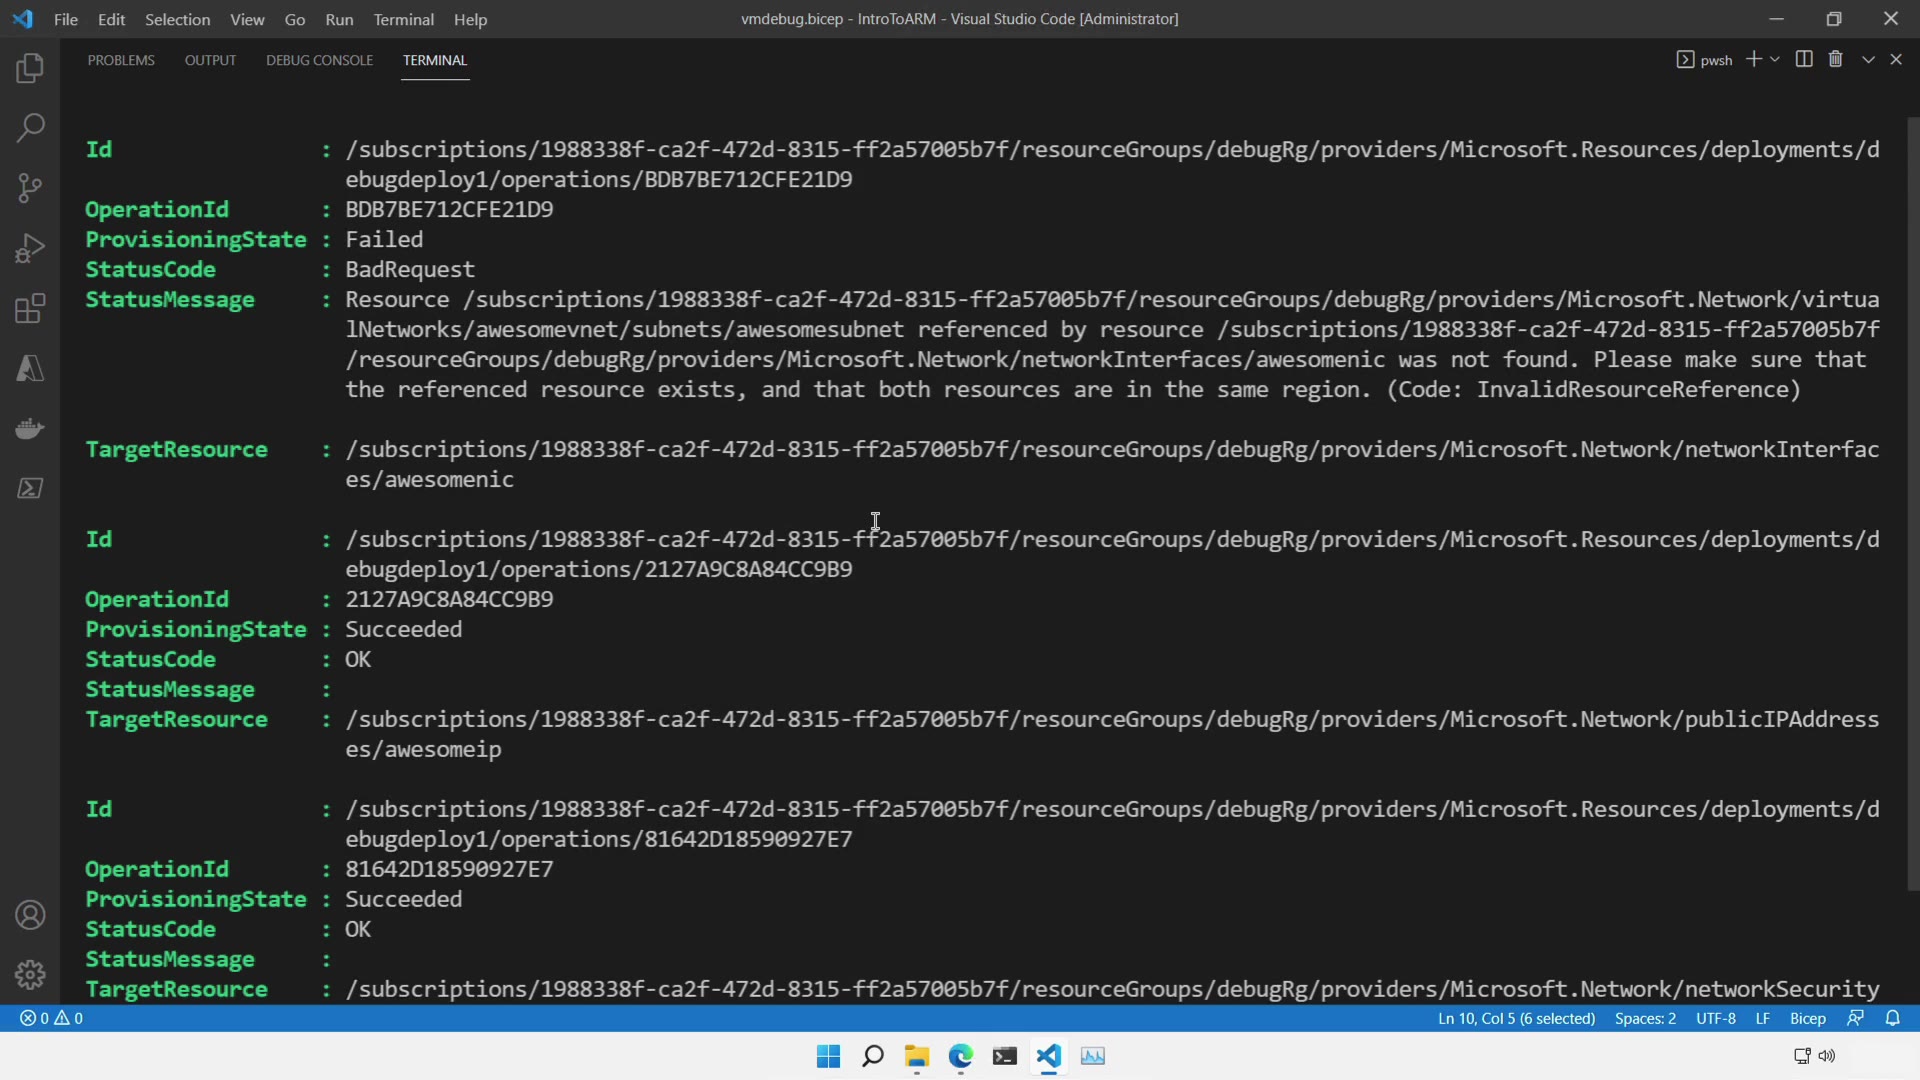 File Edit Selection View Go Run Terminal Help
vmdebug.bicep - IntroToARM - Visual Studio Code [Administrator]
PROBLEMS OUTPUT DEBUG CONSOLE TERMINAL
pwsh
Id : /subscriptions/1988338f-ca2f-472d-8315-ff2a57005b7f/resourceGroups/debugRg/providers/Microsoft.Resources/deployments/d
ebugdeploy1/operations/BDB7BE712CFE21D9
OperationId : BDB7BE712CFE21D9
ProvisioningState : Failed
StatusCode : BadRequest
StatusMessage : Resource /subscriptions/1988338f-ca2f-472d-8315-ff2a57005b7f/resourceGroups/debugRg/providers/Microsoft.Network/virtua
lNetworks/awesomevnet/subnets/awesomesubnet referenced by resource /subscriptions/1988338f-ca2f-472d-8315-ff2a57005b7f
/resourceGroups/debugRg/providers/Microsoft.Network/networkInterfaces/awesomenic was not found. Please make sure that
the referenced resource exists, and that both resources are in the same region. (Code: InvalidResourceReference)
TargetResource : /subscriptions/1988338f-ca2f-472d-8315-ff2a57005b7f/resourceGroups/debugRg/providers/Microsoft.Network/networkInterfac
es/awesomenic
Id : /subscriptions/1988338f-ca2f-472d-8315-ff2a57005b7f/resourceGroups/debugRg/providers/Microsoft.Resources/deployments/d
ebugdeploy1/operations/2127A9C8A84CC9B9
OperationId : 2127A9C8A84CC9B9
ProvisioningState : Succeeded
StatusCode : OK
StatusMessage :
TargetResource : /subscriptions/1988338f-ca2f-472d-8315-ff2a57005b7f/resourceGroups/debugRg/providers/Microsoft.Network/publicIPAddress
es/awesomeip
Id : /subscriptions/1988338f-ca2f-472d-8315-ff2a57005b7f/resourceGroups/debugRg/providers/Microsoft.Resources/deployments/d
ebugdeploy1/operations/81642D18590927E7
OperationId : 81642D18590927E7
ProvisioningState : Succeeded
StatusCode : OK
StatusMessage :
TargetResource : /subscriptions/1988338f-ca2f-472d-8315-ff2a57005b7f/resourceGroups/debugRg/providers/Microsoft.Network/networkSecurity
0 0 Ln 10, Col 5 (6 selected) Spaces: 2 UTF-8 LF Bicep